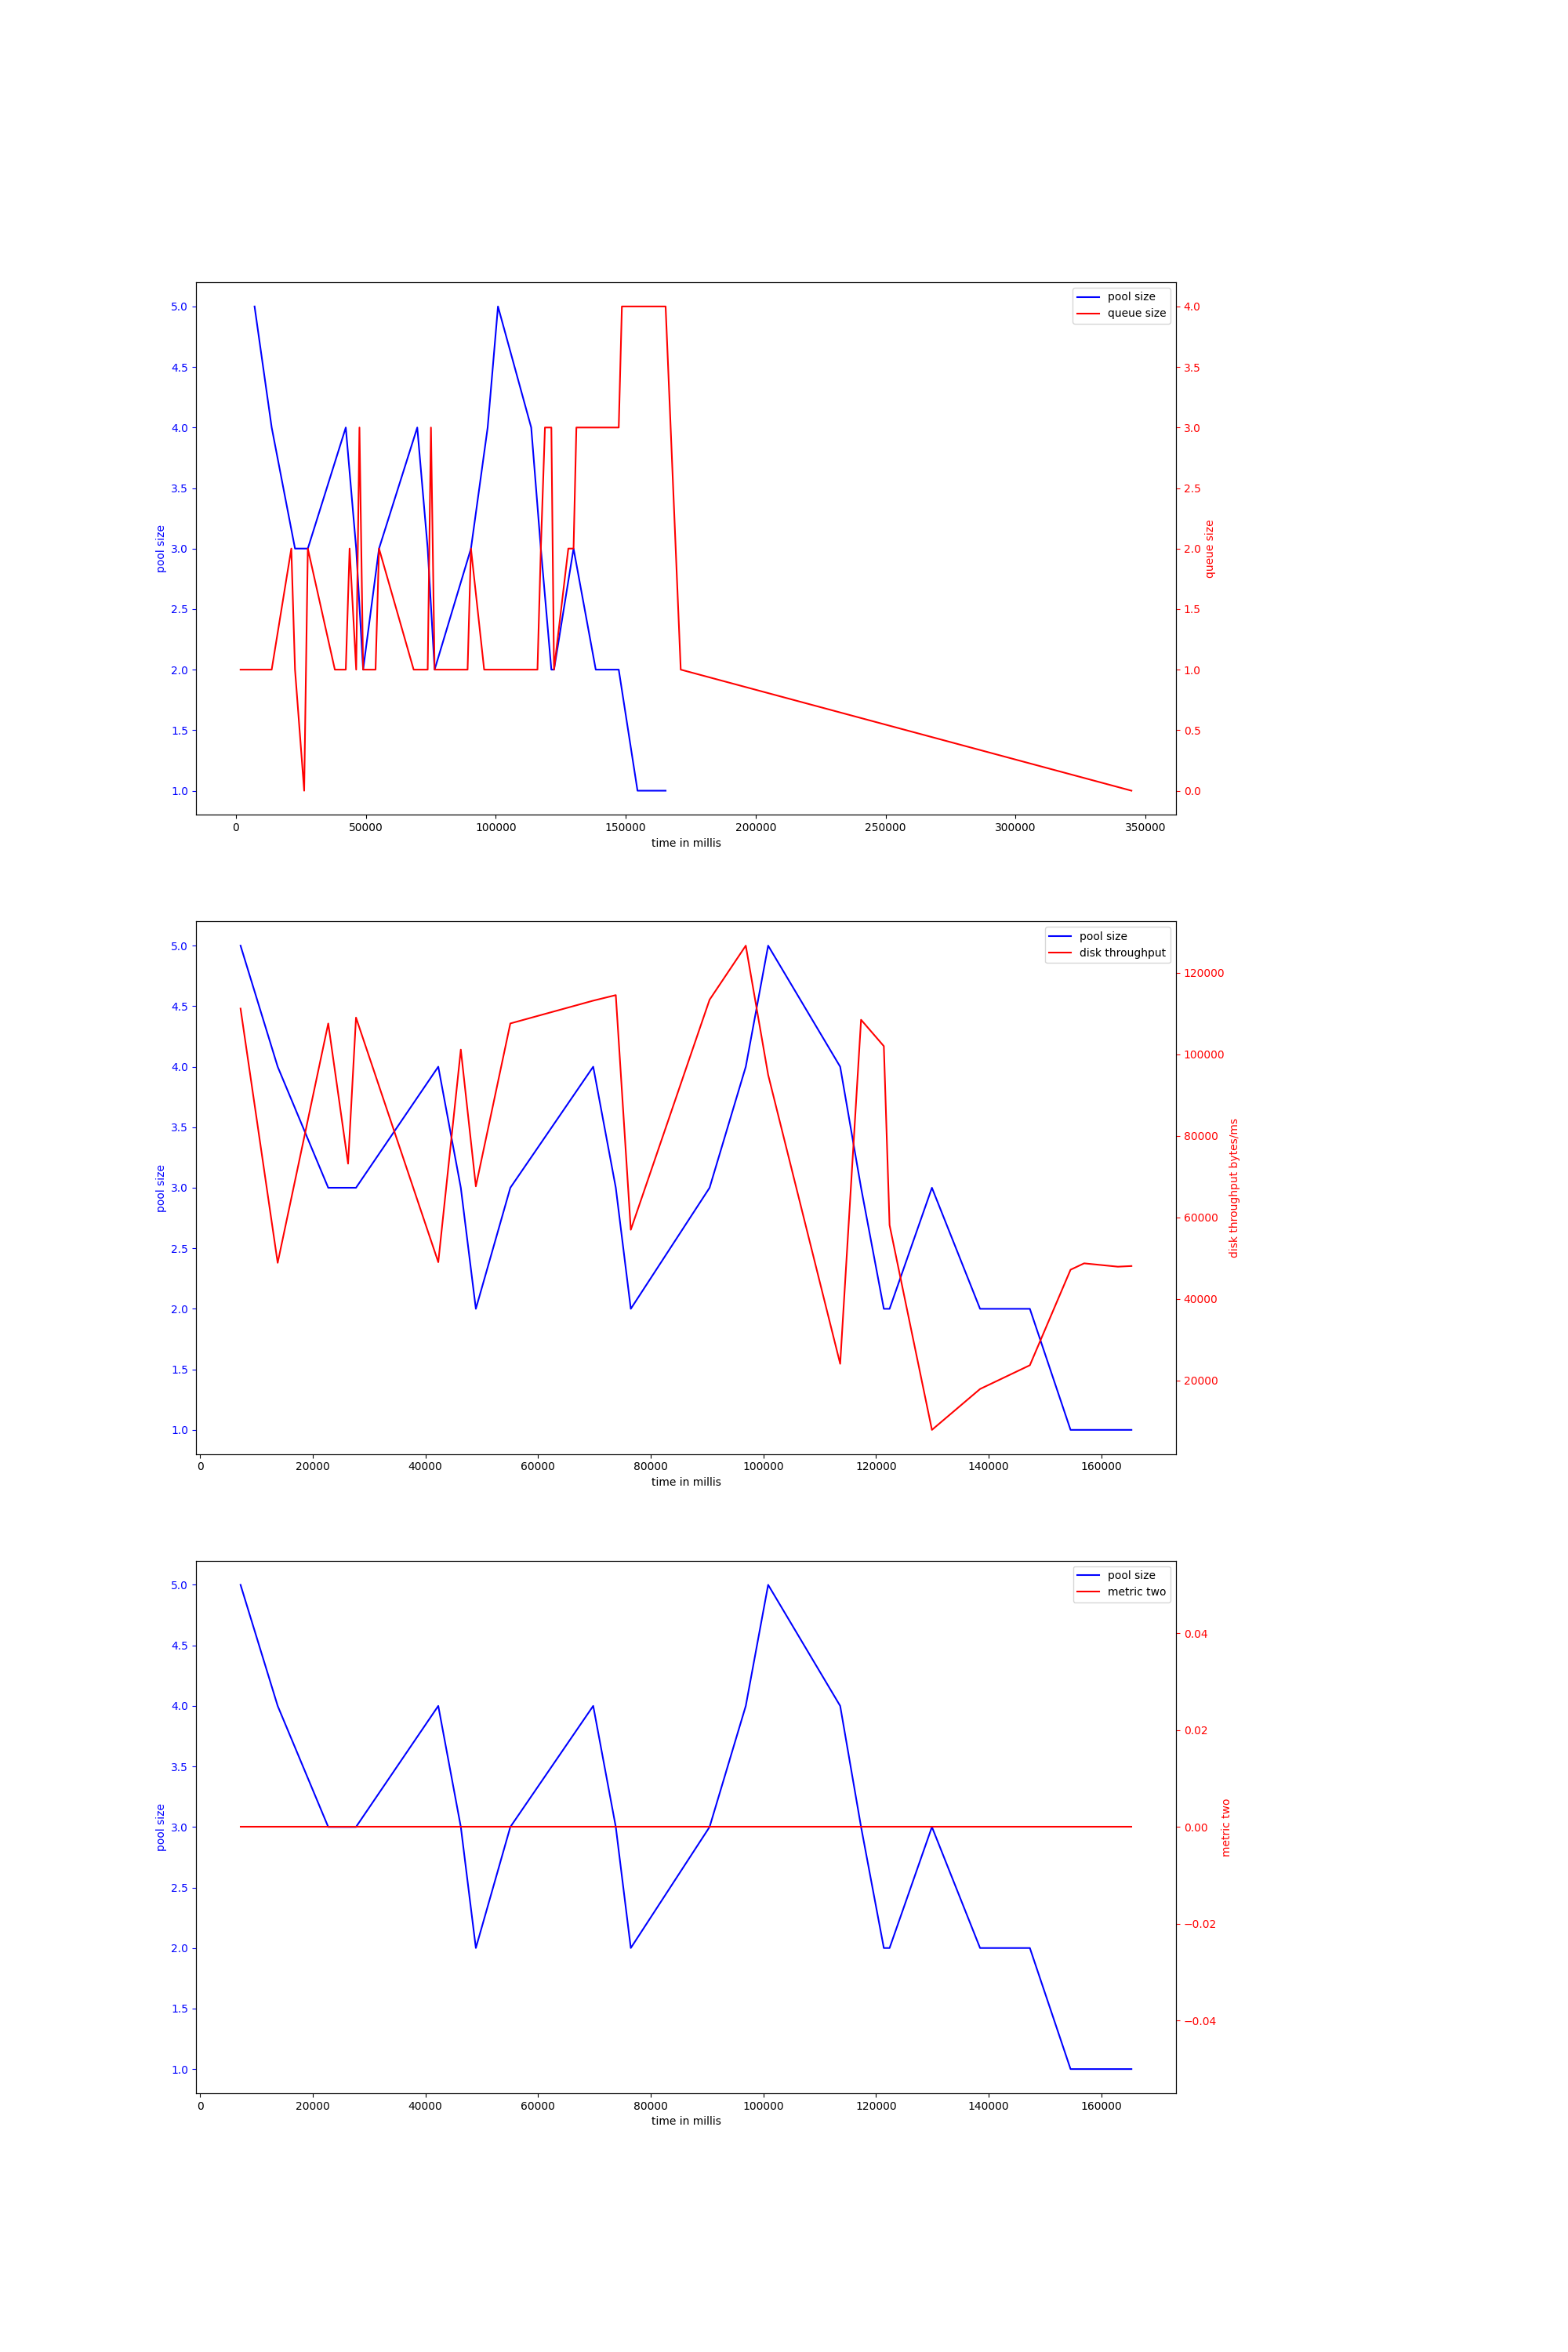 pool size
queue size
5.0
4.5
4.0
3.5
3.0
2.5
2.0
1.5
1.0
pool size
4.0
3.5
3.0
2.5
2.0
1.5
1.0
0.5
0.0
queue size
0 50000 100000 150000 200000 250000 300000 350000
time in millis
pool size
disk throughput
5.0
4.5
4.0
3.5
3.0
2.5
2.0
1.5
1.0
pool size
120000
100000
80000
60000
40000
20000
disk throughput bytes/ms
0 20000 40000 60000 80000 100000 120000 140000 160000
time in millis
pool size
metric two
5.0
4.5
4.0
3.5
3.0
2.5
2.0
1.5
1.0
pool size
0.04
0.02
0.00
−0.02
−0.04
metric two
0 20000 40000 60000 80000 100000 120000 140000 160000
time in millis